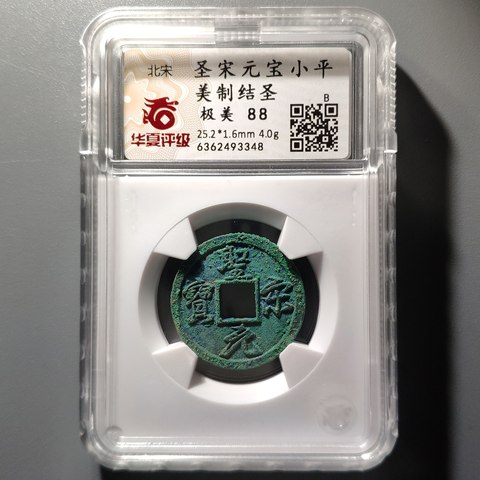 北宋
圣宋元宝小平
美制结圣
极美 88
B
25.2*1.6mm 4.0g
华夏评级
6362493348
聖
宋
元
寶